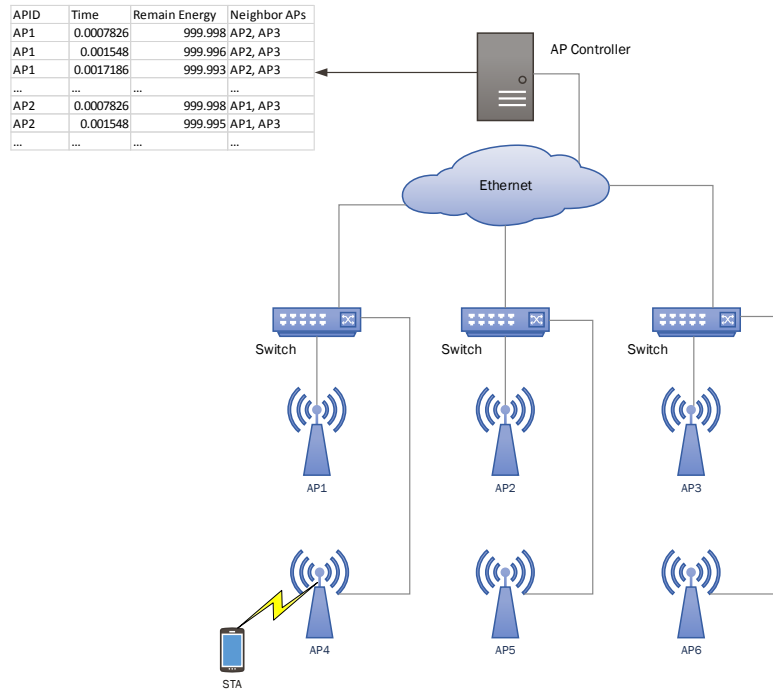 APID Time Remain Energy Neighbor APs
AP1 0.0007826 999.998 AP2, AP3
AP1 0.001548 999.996 AP2, AP3
AP1 0.0017186 999.993 AP2, AP3
... ... ... ...
AP2 0.0007826 999.998 AP1, AP3
AP2 0.001548 999.995 AP1, AP3
... ... ... ...
AP Controller
Ethernet
Switch Switch Switch
AP1 AP2 AP3
AP4 AP5 AP6
STA